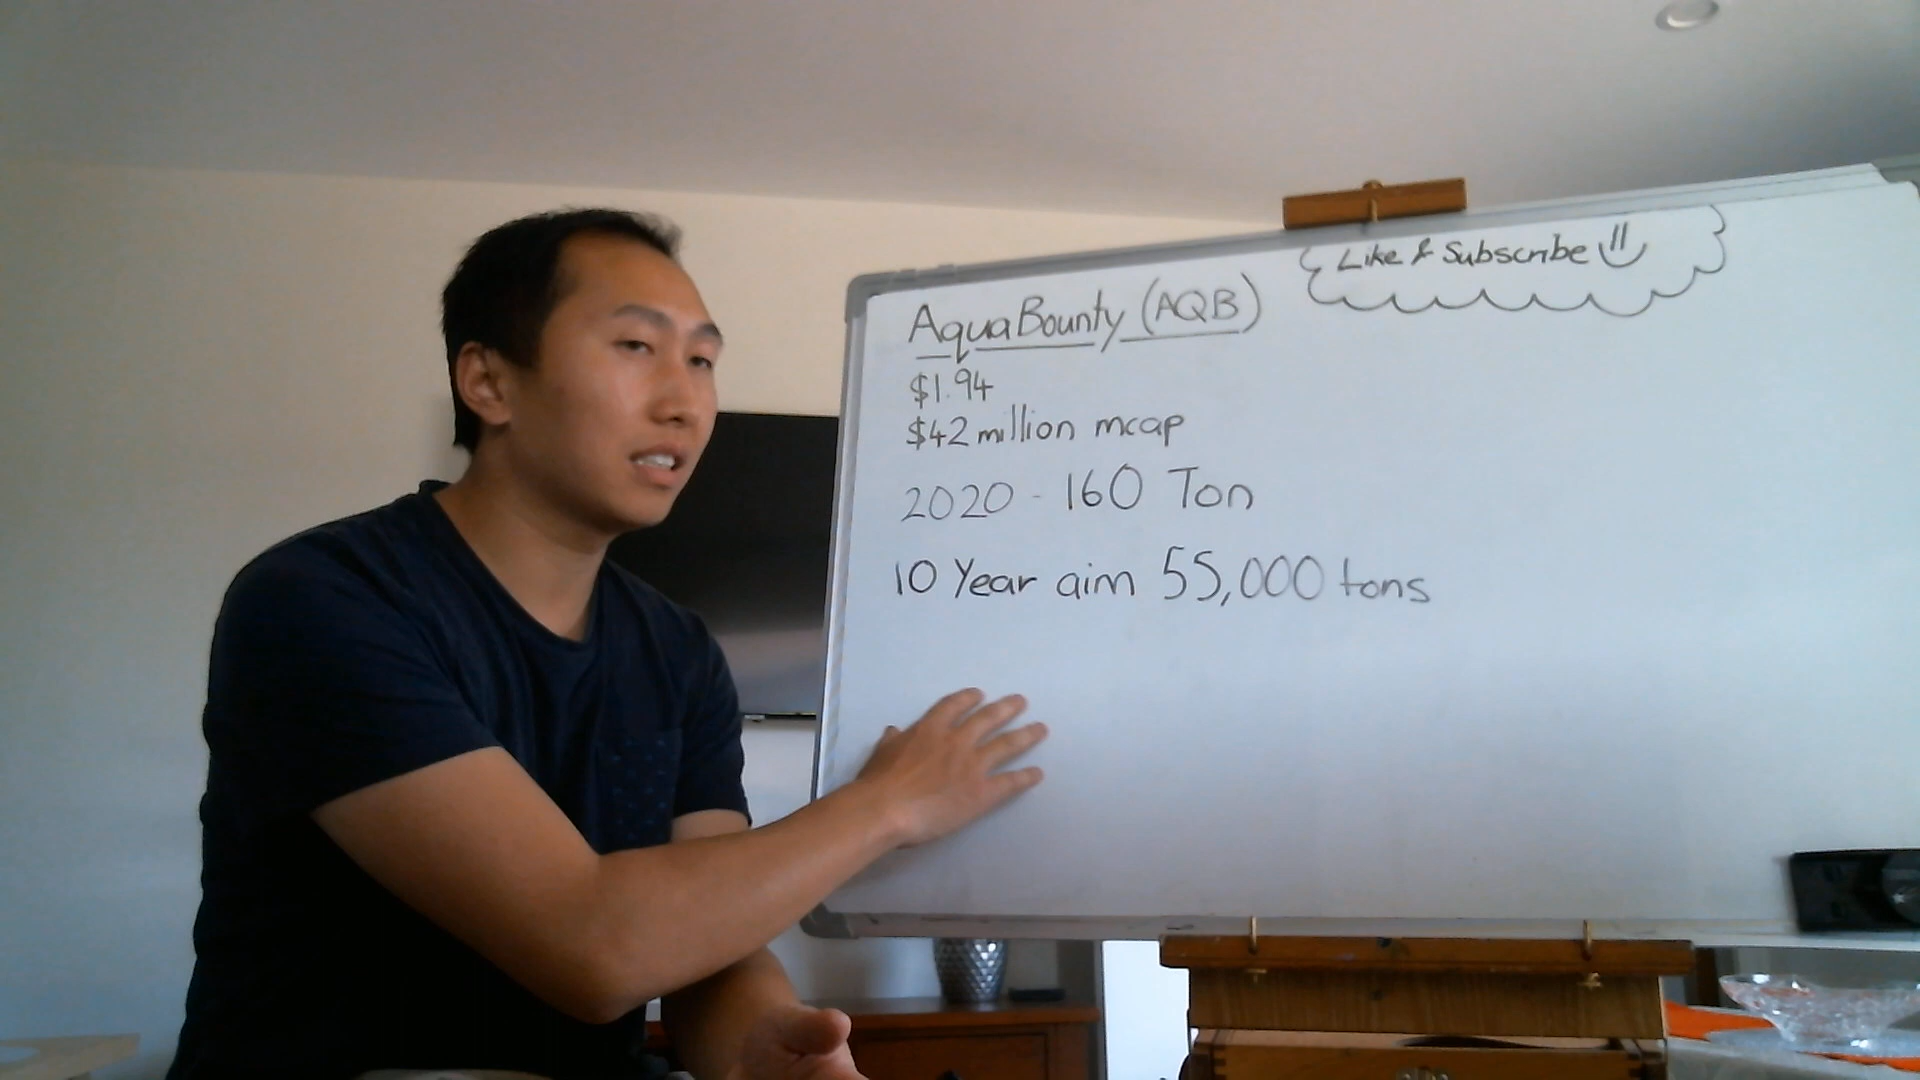 Like & Subscribe
AquaBounty (AQB)
$1.94
$42 million mcap
2020 - 160 Ton
10 Year aim 55,000 tons